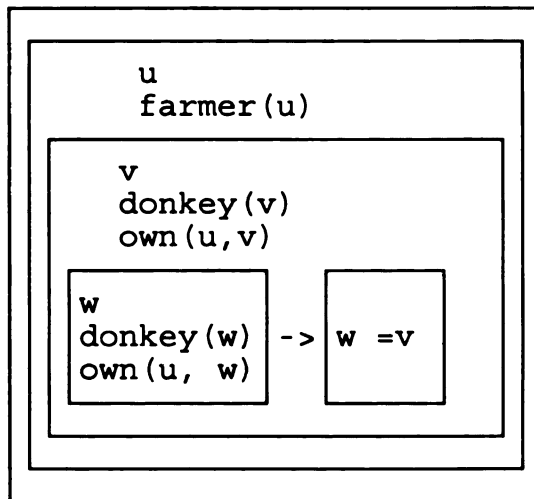 u
farmer(u)
v
donkey(v)
own(u,v)
w
donkey(w) -> w =v
own(u, w)